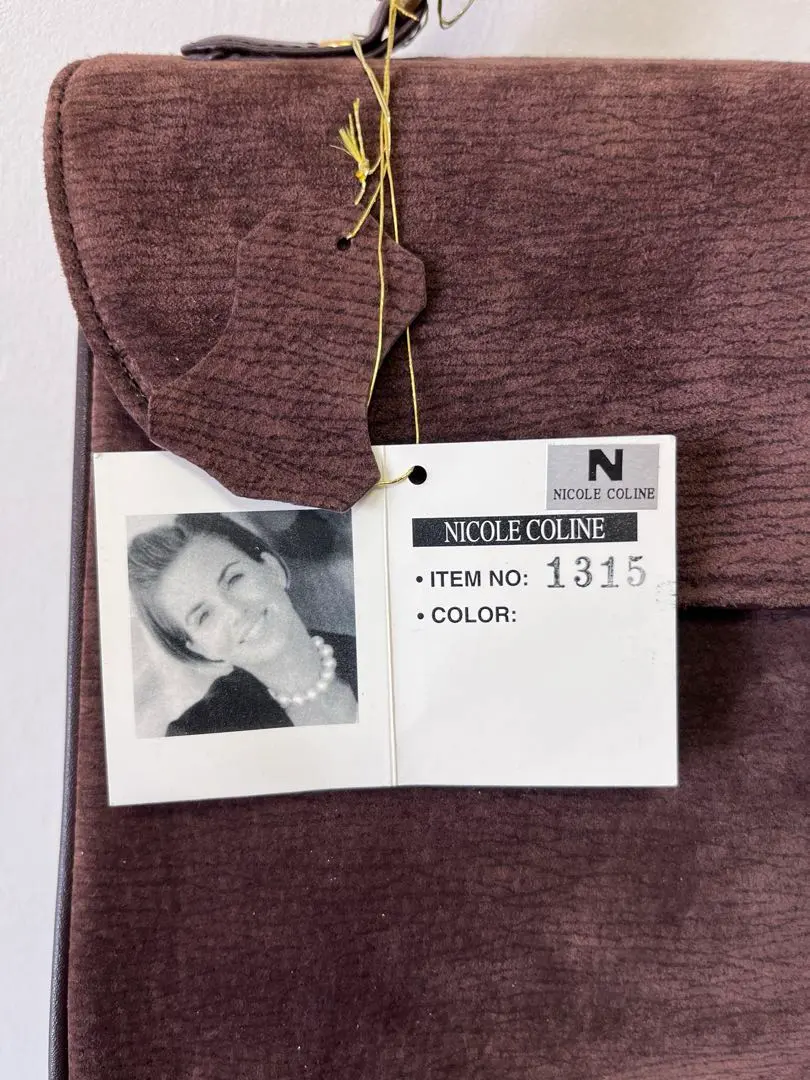 N
NICOLE COLINE
NICOLE COLINE
• ITEM NO: 1315
• COLOR: